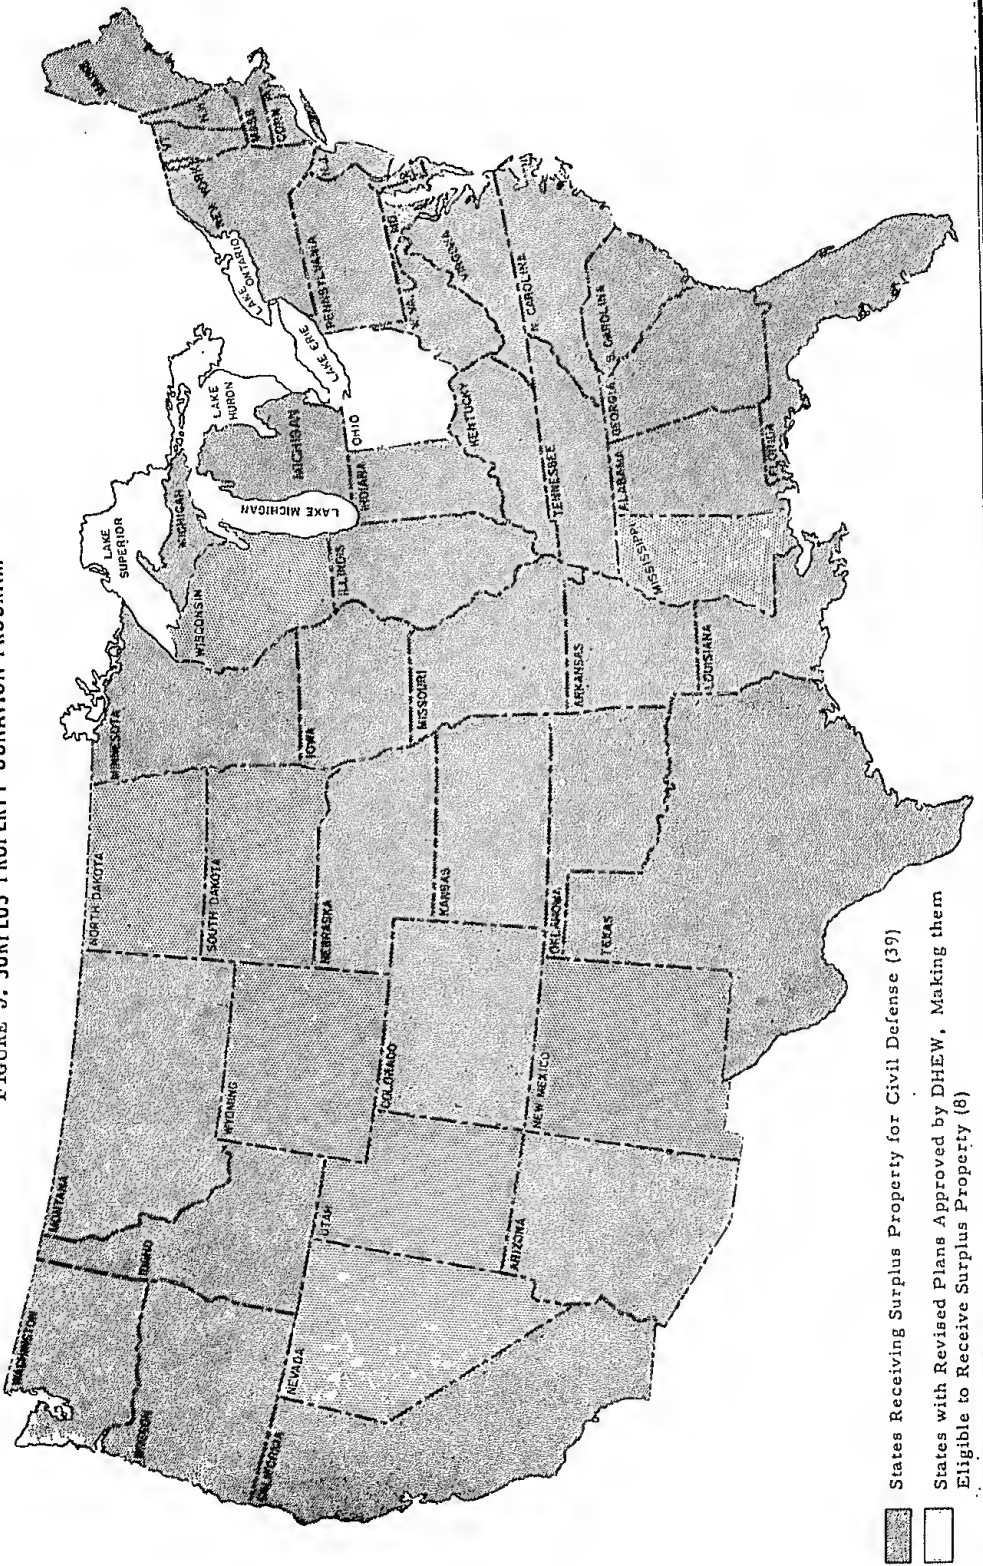 FIGURE 5. SURPLUS PROPERTY DONATION PROGRAM
WASHINGTON
OREGON
CALIFORNIA
NEVADA
IDAHO
MONTANA
WYOMING
UTAH
ARIZONA
COLORADO
NEW MEXICO
NORTH DAKOTA
SOUTH DAKOTA
NEBRASKA
KANSAS
OKLAHOMA
TEXAS
MINNESOTA
IOWA
MISSOURI
ARKANSAS
LOUISIANA
WISCONSIN
ILLINOIS
MICHIGAN
LAKE
SUPERIOR
LAKE MICHIGAN
LAKE
HURON
MICHIGAN
INDIANA
OHIO
KENTUCKY
TENNESSEE
MISSISSIPPI
ALABAMA
GEORGIA
FLORIDA
S. CAROLINA
N. CAROLINA
VIRGINIA
W. VA.
MD.
PENNSYLVANIA
N.J.
NEW YORK
LAKE ERIE
LAKE ONTARIO
VT.
N.H.
MAINE
MASS
CONN
States Receiving Surplus Property for Civil Defense (39)
States with Revised Plans Approved by DHEW, Making them
Eligible to Receive Surplus Property (8)